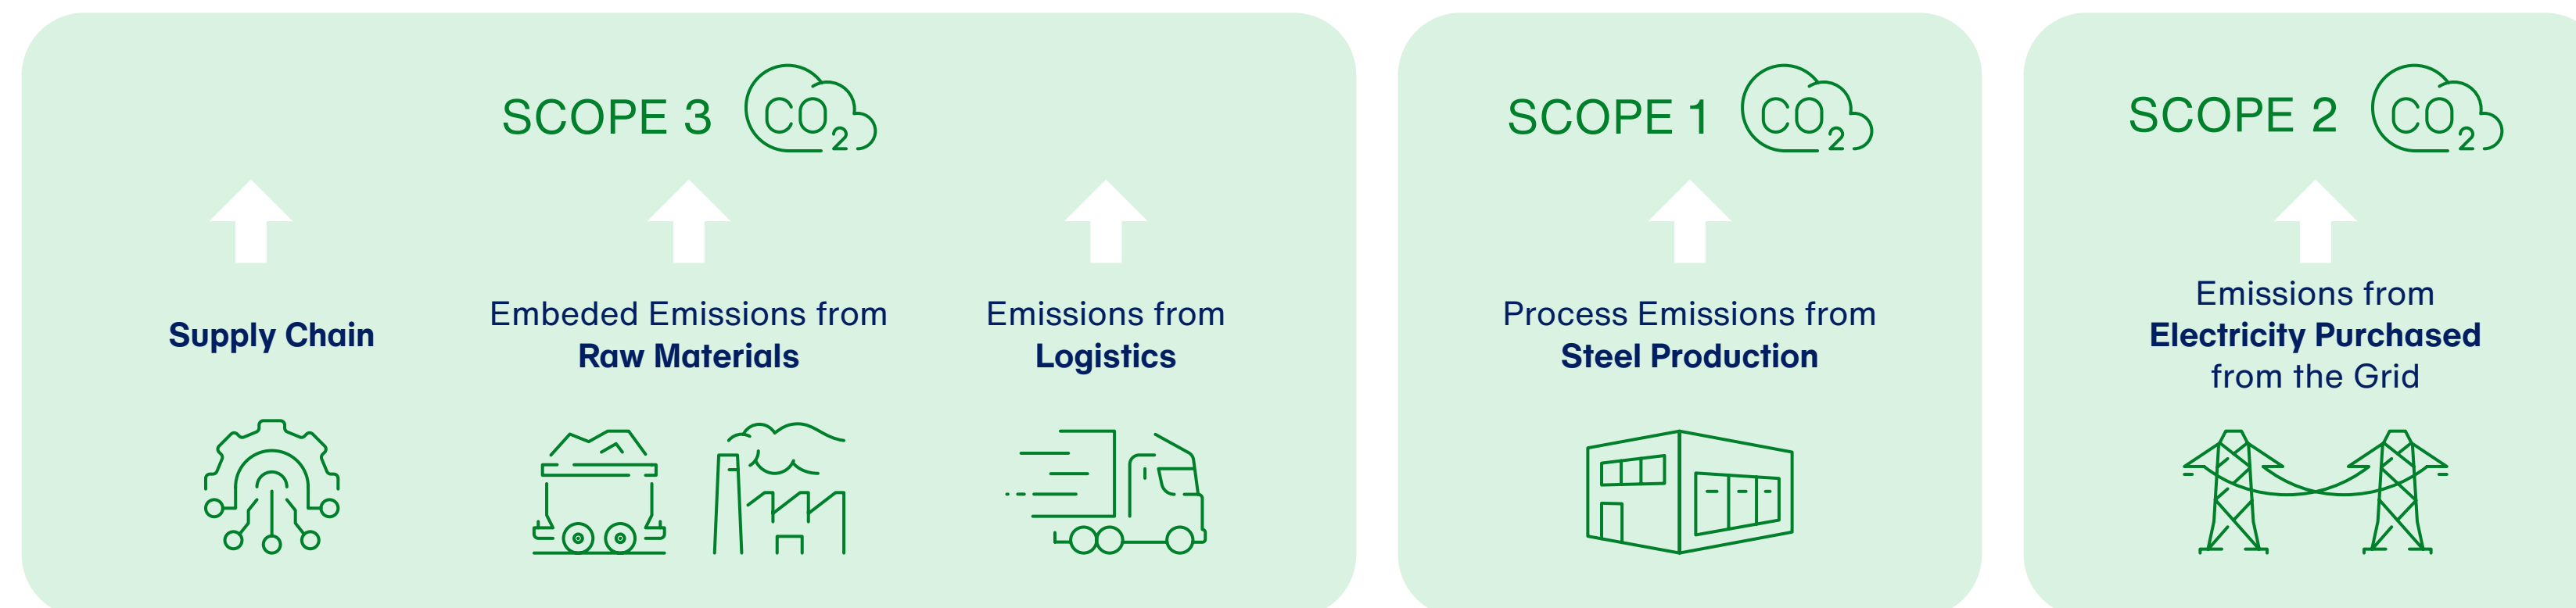 SCOPE 3 CO2
Supply Chain
Embeded Emissions from
Raw Materials
Emissions from
Logistics
SCOPE 1 CO2
Process Emissions from
Steel Production
SCOPE 2 CO2
Emissions from
Electricity Purchased
from the Grid